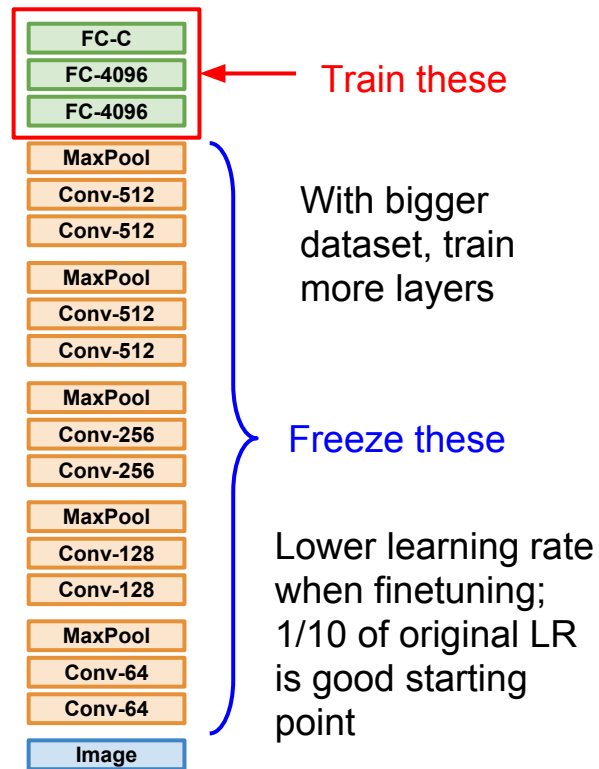 FC-C
FC-4096
FC-4096
Train these
MaxPool
Conv-512
Conv-512
MaxPool
Conv-512
Conv-512
MaxPool
Conv-256
Conv-256
MaxPool
Conv-128
Conv-128
MaxPool
Conv-64
Conv-64
Image
With bigger
dataset, train
more layers
Freeze these
Lower learning rate
when finetuning;
1/10 of original LR
is good starting
point